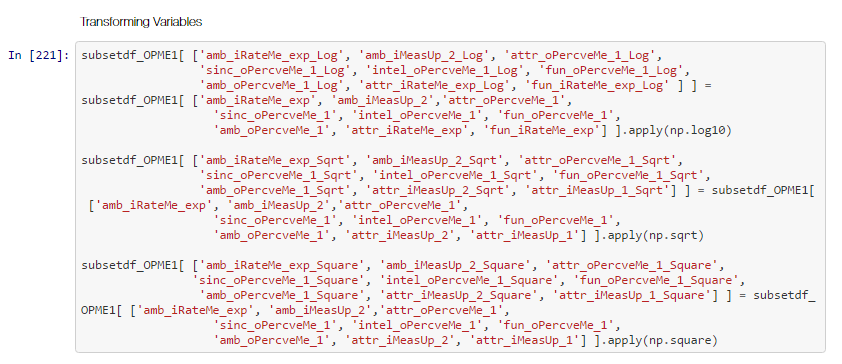 Transforming Variables
In [221]: subsetdf_OPME1[ ['amb_iRateMe_exp_Log', 'amb_iMeasUp_2_Log', 'attr_oPercveMe_1_Log',
'sinc_oPercveMe_1_Log', 'intel_oPercveMe_1_Log', 'fun_oPercveMe_1_Log',
'amb_oPercveMe_1_Log', 'attr_iRateMe_exp_Log', 'fun_iRateMe_exp_Log' ] ] =
subsetdf_OPME1[ ['amb_iRateMe_exp', 'amb_iMeasUp_2','attr_oPercveMe_1',
'sinc_oPercveMe_1', 'intel_oPercveMe_1', 'fun_oPercveMe_1',
'amb_oPercveMe_1', 'attr_iRateMe_exp', 'fun_iRateMe_exp'] ].apply(np.log10)
subsetdf_OPME1[ ['amb_iRateMe_exp_Sqrt', 'amb_iMeasUp_2_Sqrt', 'attr_oPercveMe_1_Sqrt',
'sinc_oPercveMe_1_Sqrt', 'intel_oPercveMe_1_Sqrt', 'fun_oPercveMe_1_Sqrt',
'amb_oPercveMe_1_Sqrt', 'attr_iMeasUp_2_Sqrt', 'attr_iMeasUp_1_Sqrt'] ] = subsetdf_OPME1[
['amb_iRateMe_exp', 'amb_iMeasUp_2','attr_oPercveMe_1',
'sinc_oPercveMe_1', 'intel_oPercveMe_1', 'fun_oPercveMe_1',
'amb_oPercveMe_1', 'attr_iMeasUp_2', 'attr_iMeasUp_1'] ].apply(np.sqrt)
subsetdf_OPME1[ ['amb_iRateMe_exp_Square', 'amb_iMeasUp_2_Square', 'attr_oPercveMe_1_Square',
'sinc_oPercveMe_1_Square', 'intel_oPercveMe_1_Square', 'fun_oPercveMe_1_Square',
'amb_oPercveMe_1_Square', 'attr_iMeasUp_2_Square', 'attr_iMeasUp_1_Square'] ] = subsetdf_
OPME1[ ['amb_iRateMe_exp', 'amb_iMeasUp_2','attr_oPercveMe_1',
'sinc_oPercveMe_1', 'intel_oPercveMe_1', 'fun_oPercveMe_1',
'amb_oPercveMe_1', 'attr_iMeasUp_2', 'attr_iMeasUp_1'] ].apply(np.square)